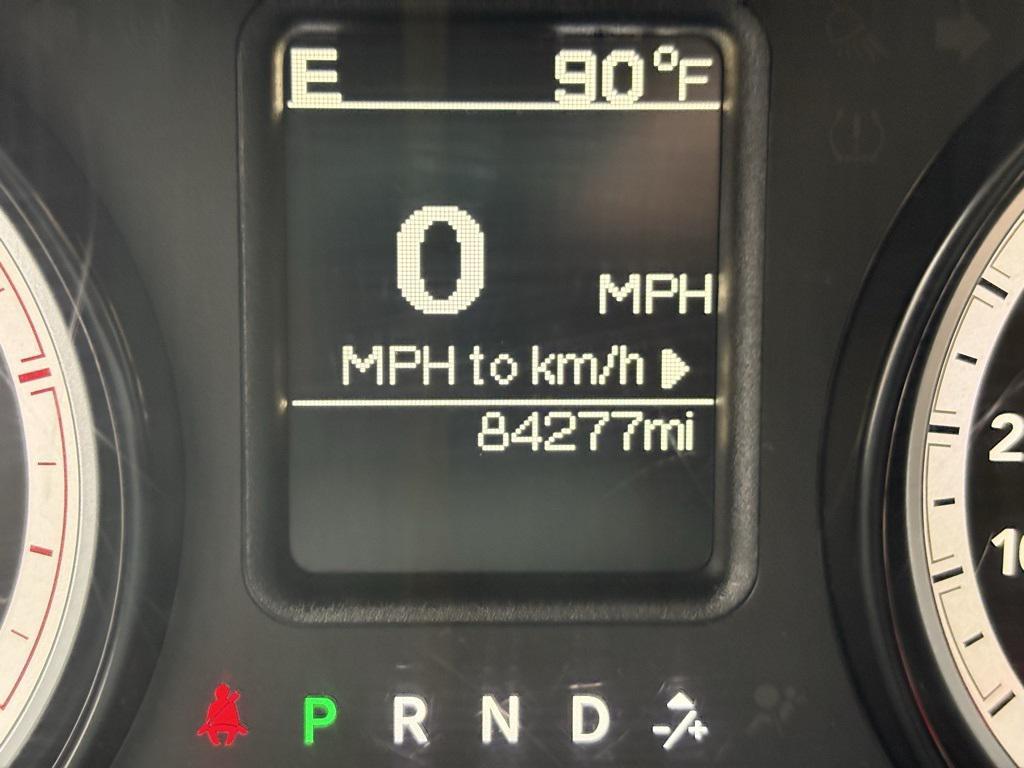 E 90°F
0 MPH
MPH to km/h
84277mi
P R N D -/+